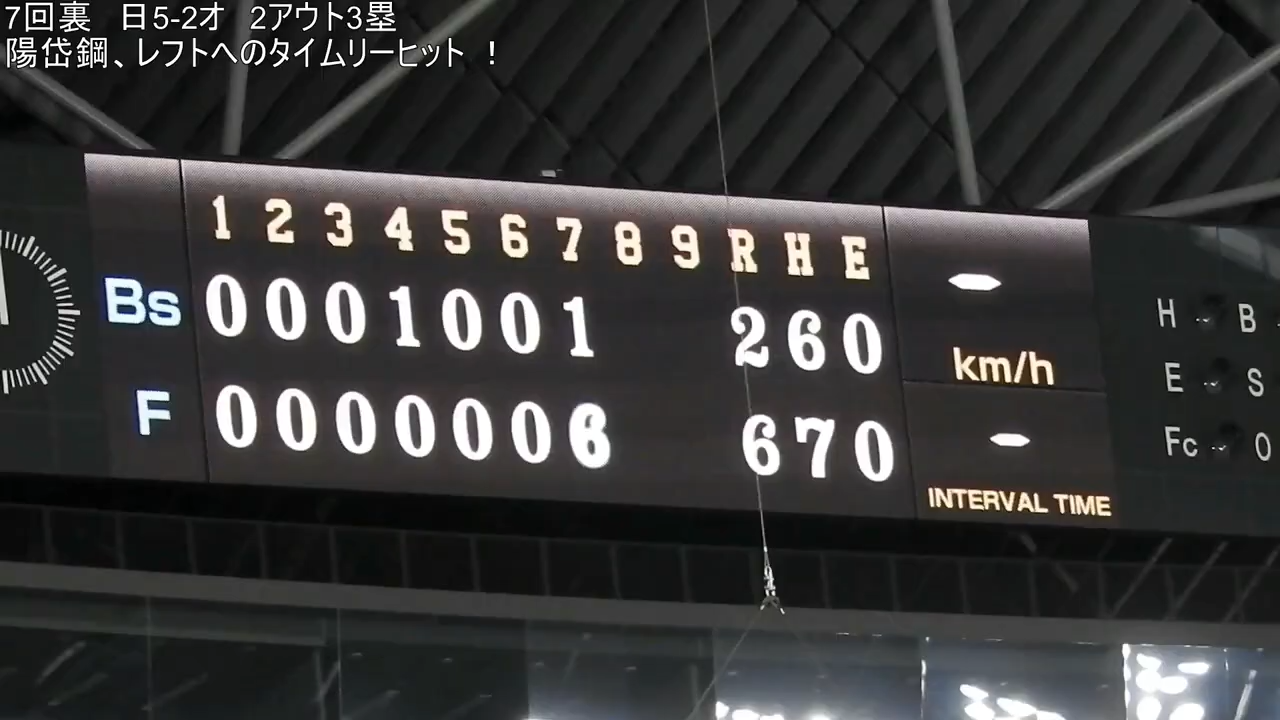 7回裏 日5-2オ 2アウト3塁
陽岱鋼、レフトへのタイムリーヒット !
1 2 3 4 5 6 7 8 9 R H E
Bs 0 0 0 1 0 0 1 2 6 0
F 0 0 0 0 0 0 6 6 7 0
-
km/h
-
INTERVAL TIME
H B
E S
Fc O